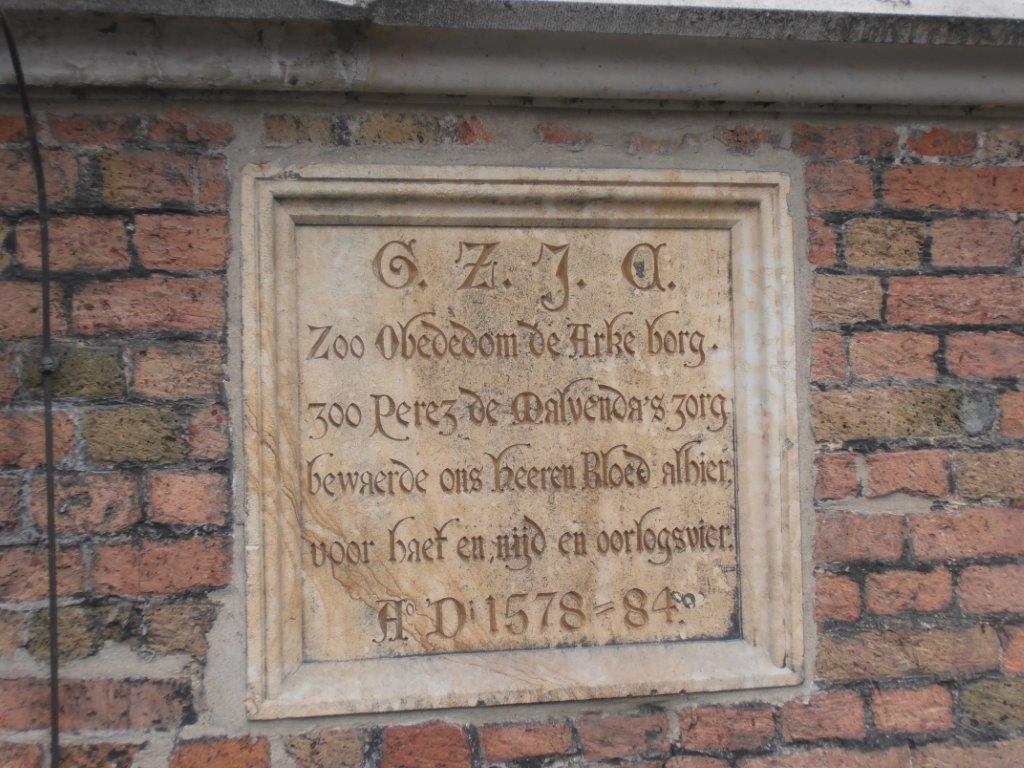 G. Z. J. C.
Zoo Obededom de Arke borg.
zoo Perez de Malvenda's zorg
bewaerde ons heeren Bloed alhier,
voor haet en nijd en oorlogsvier.
Aº Dⁱ 1578=84.